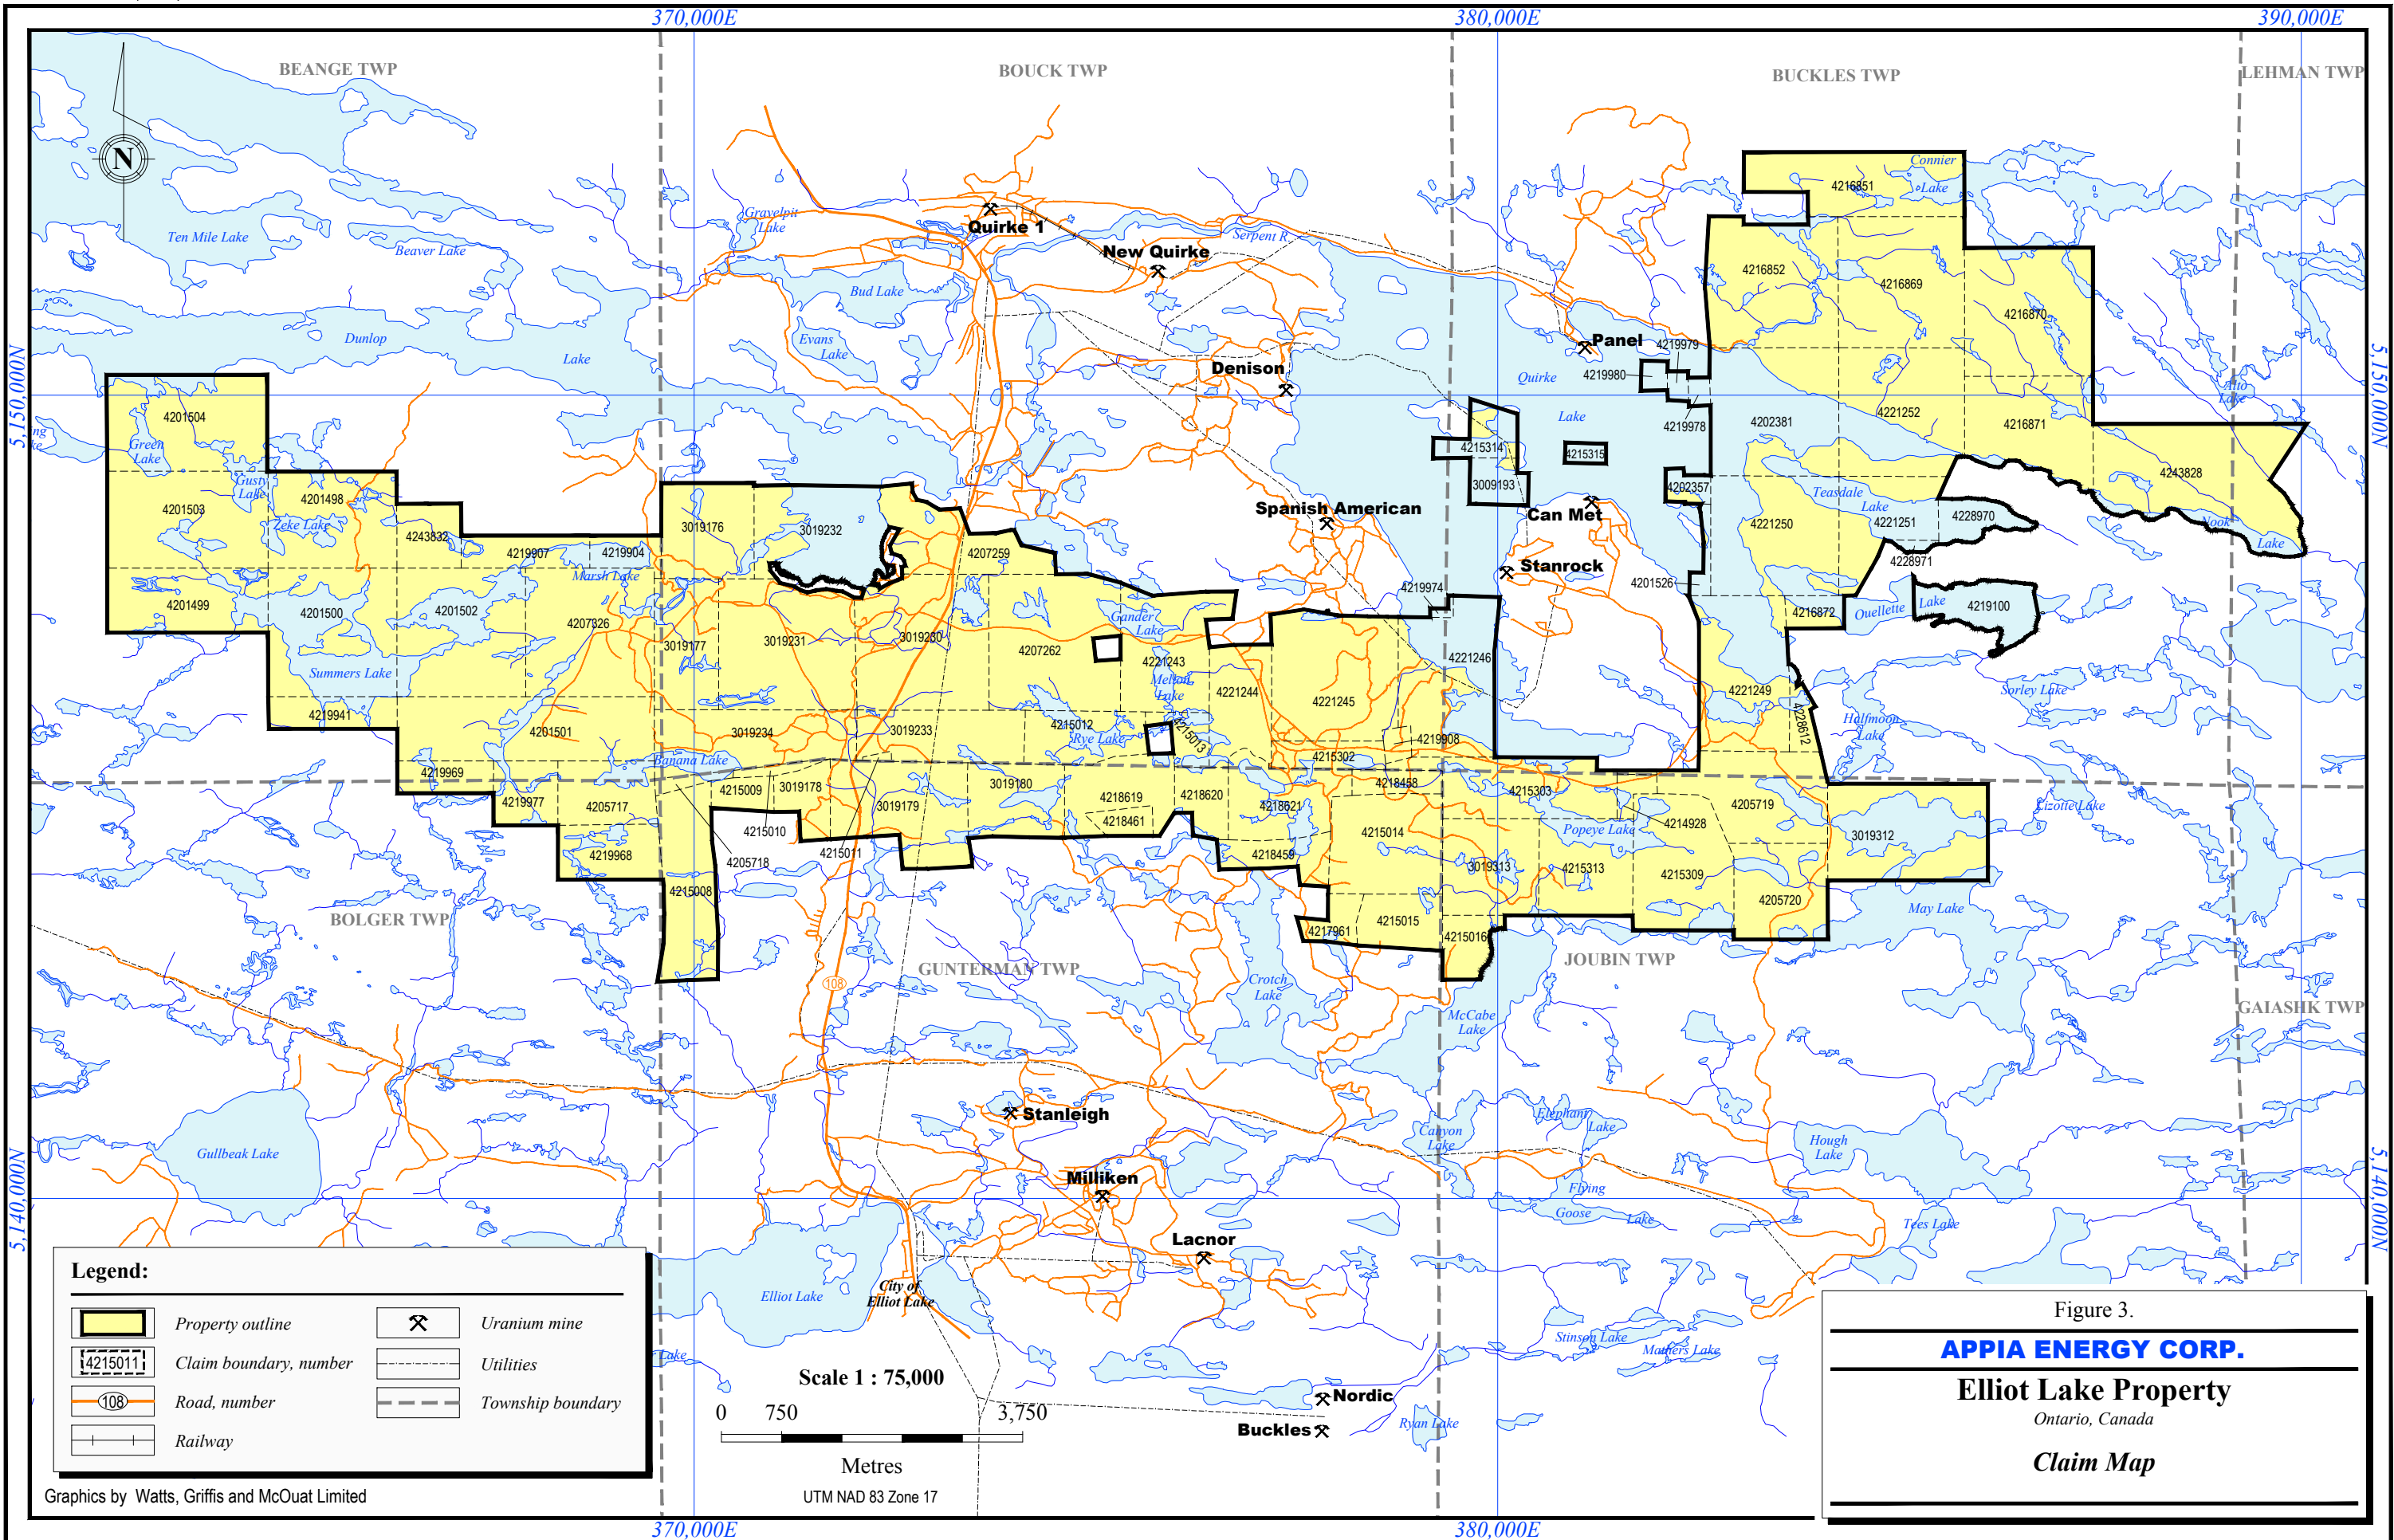 370,000E
380,000E
390,000E
BEANGE TWP
BOUCK TWP
BUCKLES TWP
LEHMAN TWP
N
Connier
Lake
4216851
Gravelpit
Lake
Quirke 1
Serpent R.
Ten Mile Lake
Beaver Lake
New Quirke
4216852
4216869
Bud Lake
4216870
Dunlop
Lake
Evans
Lake
Panel
4219979
Denison
Quirke
4219980
Alto
Lake
5,150,000N
5,150,000N
4201504
Lake
4219978
4202381
4221252
4216871
Green
Lake
4215314
4215315
Gusty
Lake
4201498
3009193
4202357
Teasdale
Lake
4243828
4201503
Zeke Lake
3019176
3019232
Spanish American
Can Met
4221250
4221251
4228970
Nook
Lake
4243832
4219907
4219904
4207259
4228971
Marsh Lake
Stanrock
4201526
4219974
4201499
4201500
4201502
4207326
Gander
Lake
4216872
Ouellette
Lake
4219100
3019177
3019231
3019230
4207262
4221243
4221246
Summers Lake
Melton
Lake
4221244
4221245
4221249
Sorley Lake
4219941
4228612
Halfmoon
Lake
4201501
3019234
3019233
4215012
Rye Lake
4215013
4219908
Banana Lake
4215302
4219969
4215009
3019178
3019180
4218458
4215303
4219977
4205717
3019179
4218619
4218620
4218621
4205719
Lizotte Lake
4218461
4215010
4215014
Popeye Lake
4214928
3019312
4219968
4205718
4215011
4218459
3019313
4215313
4215309
4215008
4205720
BOLGER TWP
4217961
4215015
4215016
May Lake
GUNTERMAN TWP
JOUBIN TWP
108
Crotch
Lake
GAIASHK TWP
McCabe
Lake
Stanleigh
Elephant
Lake
Canyon
Lake
Hough
Lake
Gullbeak Lake
5,140,000N
5,140,000N
Milliken
Flying
Goose
Lake
Tees Lake
Lacnor
City of
Elliot Lake
Elliot Lake
Stinson Lake
Mathers Lake
Lake
Nordic
Ryan Lake
Buckles
Legend:
Property outline
Uranium mine
4215011
Claim boundary, number
Utilities
108
Road, number
Township boundary
Railway
Scale 1 : 75,000
0 750 3,750
Metres
UTM NAD 83 Zone 17
Graphics by Watts, Griffis and McOuat Limited
Figure 3.
APPIA ENERGY CORP.
Elliot Lake Property
Ontario, Canada
Claim Map
370,000E
380,000E